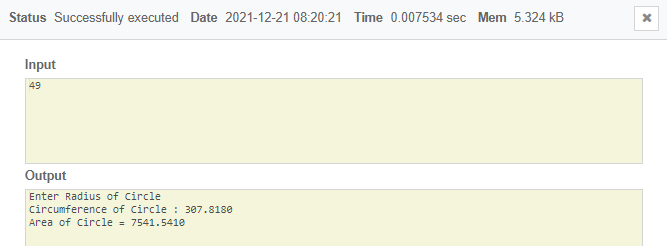 Status Successfully executed Date 2021-12-21 08:20:21 Time 0.007534 sec Mem 5.324 kB
Input
49
Output
Enter Radius of Circle
Circumference of Circle : 307.8180
Area of Circle = 7541.5410